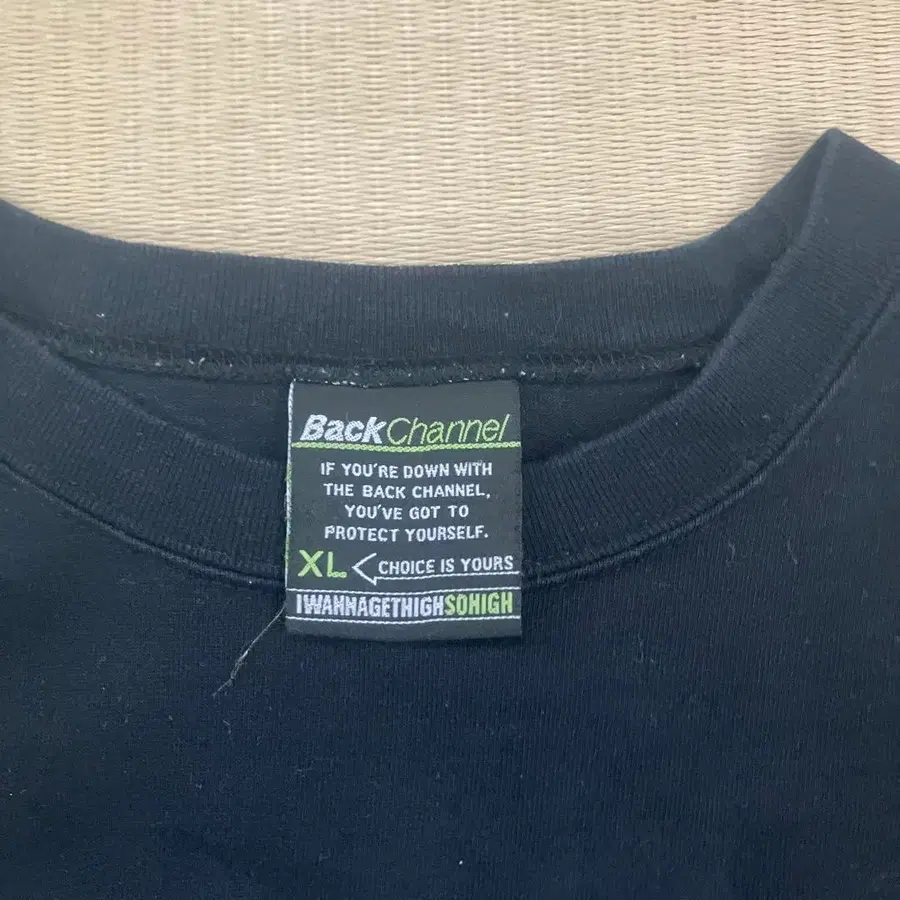 BackChannel
IF YOU'RE DOWN WITH
THE BACK CHANNEL,
YOU'VE GOT TO
PROTECT YOURSELF.
XL CHOICE IS YOURS
IWANNAGETHIGHSOHIGH